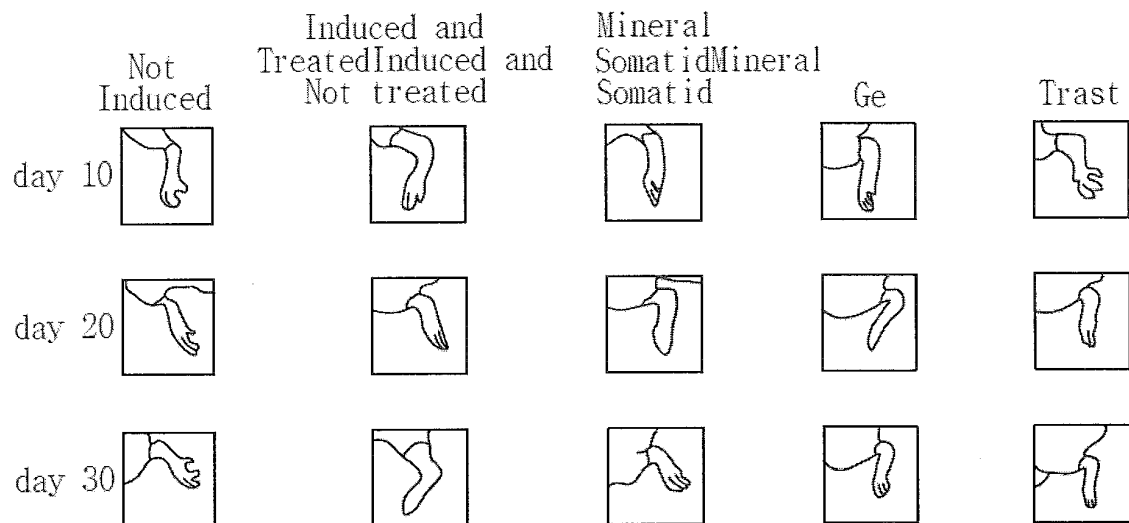 Not
Induced
Induced and
TreatedInduced and
Not treated
Mineral
SomatidMineral
Somatid
Ge
Trast
day 10
day 20
day 30